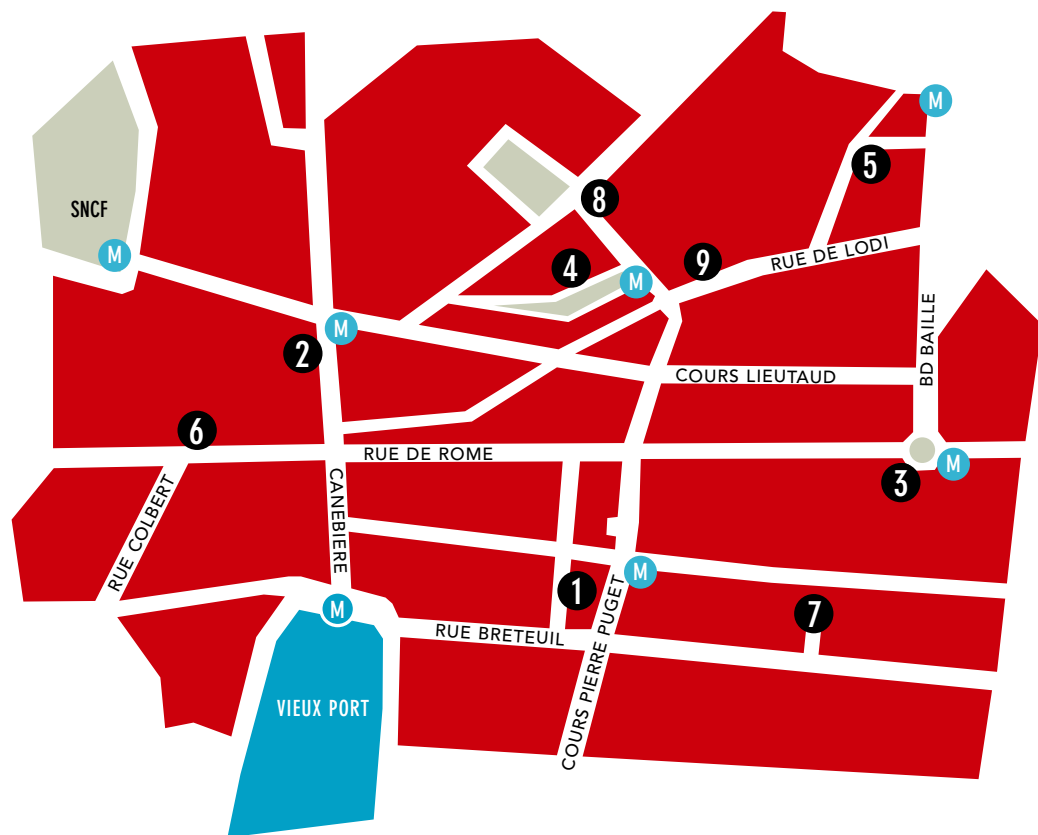 M
5
SNCF
8
M
4
9
RUE DE LODI
M
M
2
BD BAILLE
COURS LIEUTAUD
6
RUE DE ROME
3
M
RUE COLBERT
CANEBIERE
M
1
M
7
RUE BRETEUIL
COURS PIERRE PUGET
VIEUX PORT